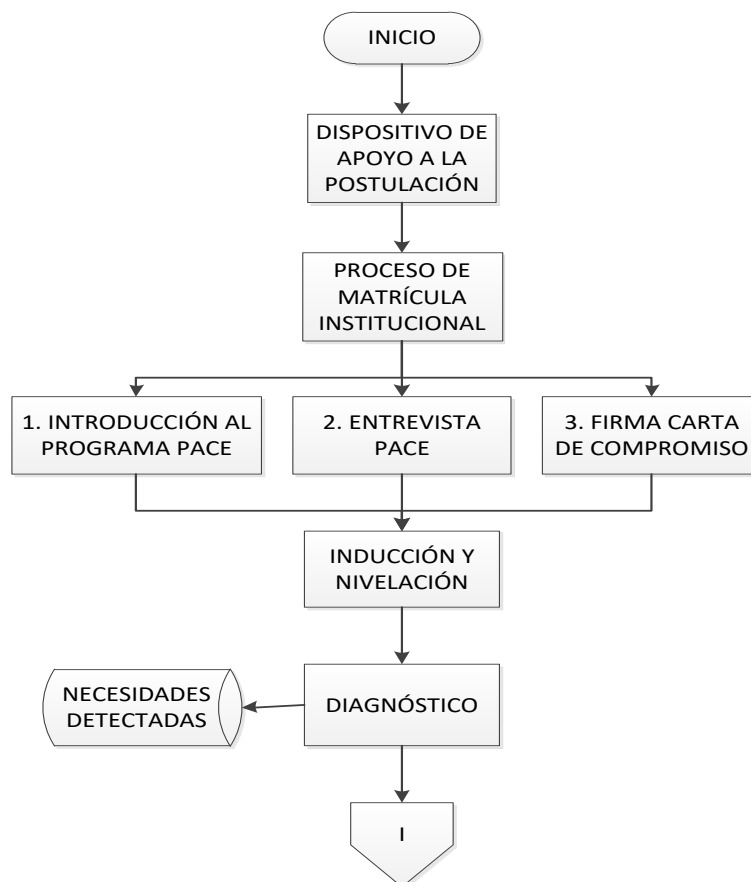 INICIO
DISPOSITIVO DE
APOYO A LA
POSTULACIÓN
PROCESO DE
MATRÍCULA
INSTITUCIONAL
1. INTRODUCCIÓN AL
PROGRAMA PACE
2. ENTREVISTA
PACE
3. FIRMA CARTA
DE COMPROMISO
INDUCCIÓN Y
NIVELACIÓN
NECESIDADES
DETECTADAS
DIAGNÓSTICO
I